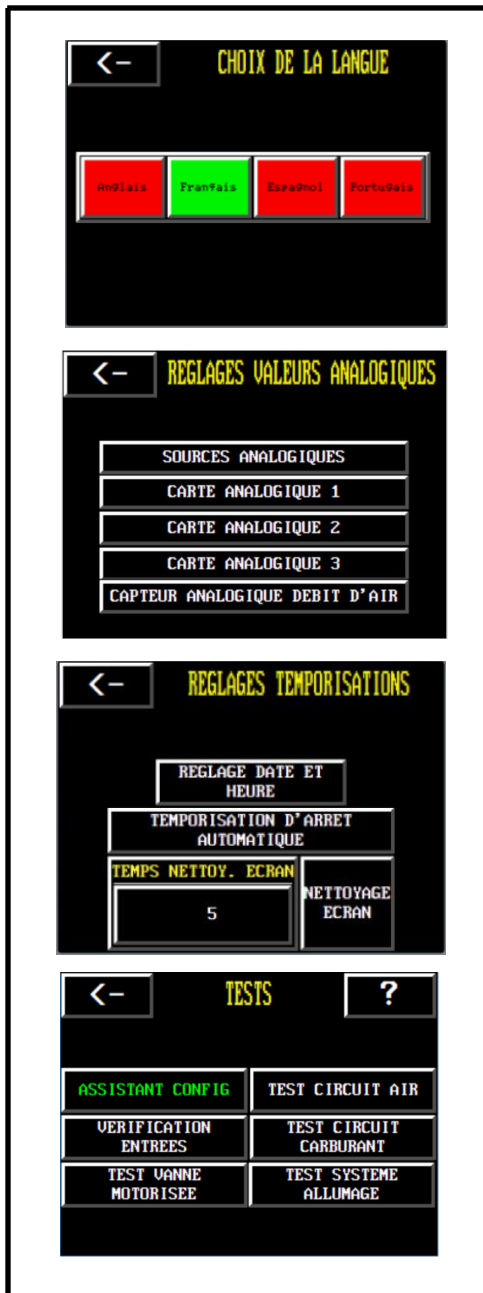 <-
CHOIX DE LA LANGUE
Anglais
Français
Espagnol
Portugais
<-
REGLAGES VALEURS ANALOGIQUES
SOURCES ANALOGIQUES
CARTE ANALOGIQUE 1
CARTE ANALOGIQUE 2
CARTE ANALOGIQUE 3
CAPTEUR ANALOGIQUE DEBIT D'AIR
<-
REGLAGES TEMPORISATIONS
REGLAGE DATE ET
HEURE
TEMPORISATION D'ARRET
AUTOMATIQUE
TEMPS NETTOY. ECRAN
5
NETTOYAGE
ECRAN
<-
TESTS
?
ASSISTANT CONFIG
TEST CIRCUIT AIR
VERIFICATION
ENTREES
TEST CIRCUIT
CARBURANT
TEST VANNE
MOTORISEE
TEST SYSTEME
ALLUMAGE